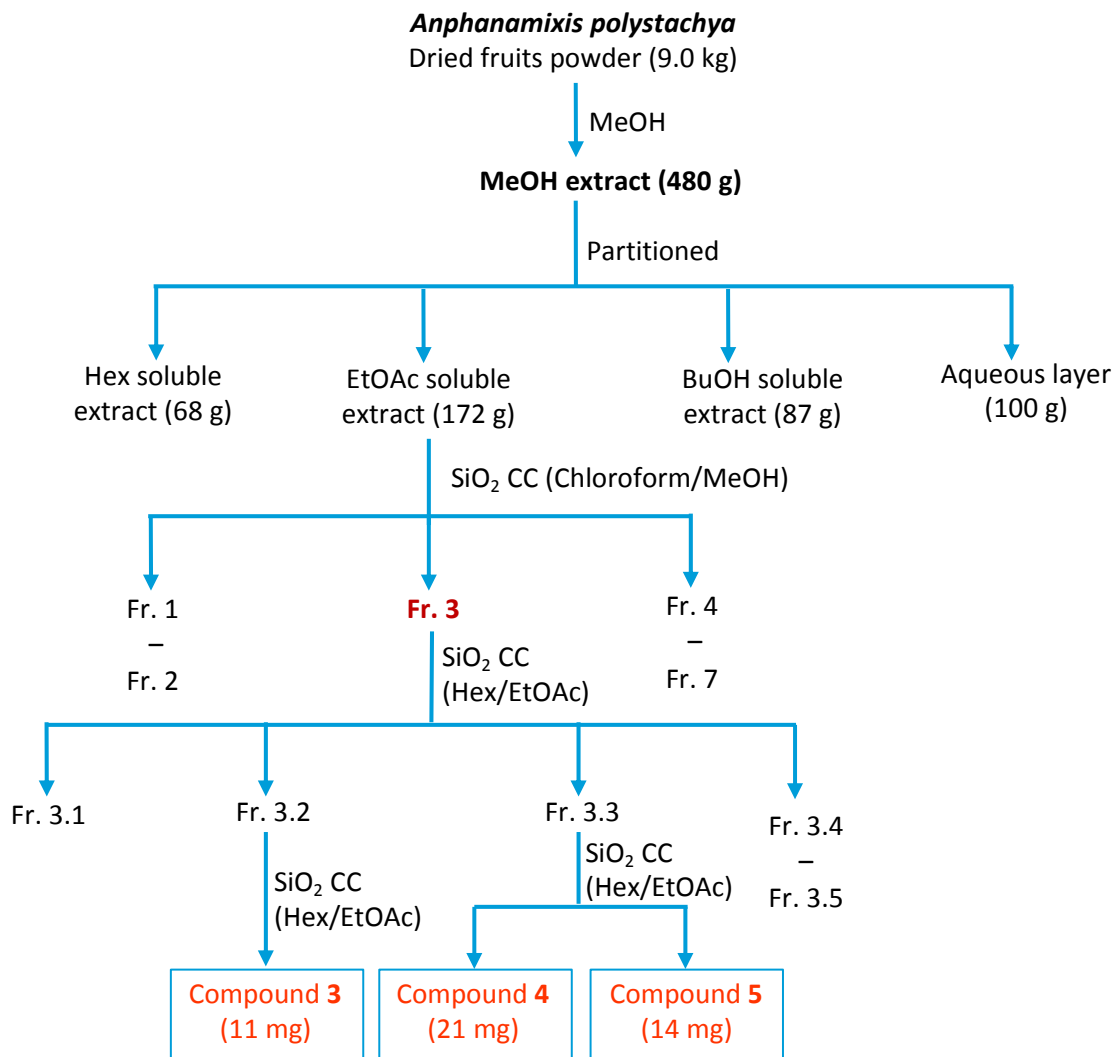 Anphanamixis polystachya
Dried fruits powder (9.0 kg)
MeOH
MeOH extract (480 g)
Partitioned
Hex soluble
extract (68 g)
EtOAc soluble
extract (172 g)
BuOH soluble
extract (87 g)
Aqueous layer
(100 g)
SiO₂ CC (Chloroform/MeOH)
Fr. 1
–
Fr. 2
Fr. 3
Fr. 4
–
Fr. 7
SiO₂ CC
(Hex/EtOAc)
Fr. 3.1
Fr. 3.2
Fr. 3.3
Fr. 3.4
–
Fr. 3.5
SiO₂ CC
(Hex/EtOAc)
SiO₂ CC
(Hex/EtOAc)
Compound 3
(11 mg)
Compound 4
(21 mg)
Compound 5
(14 mg)